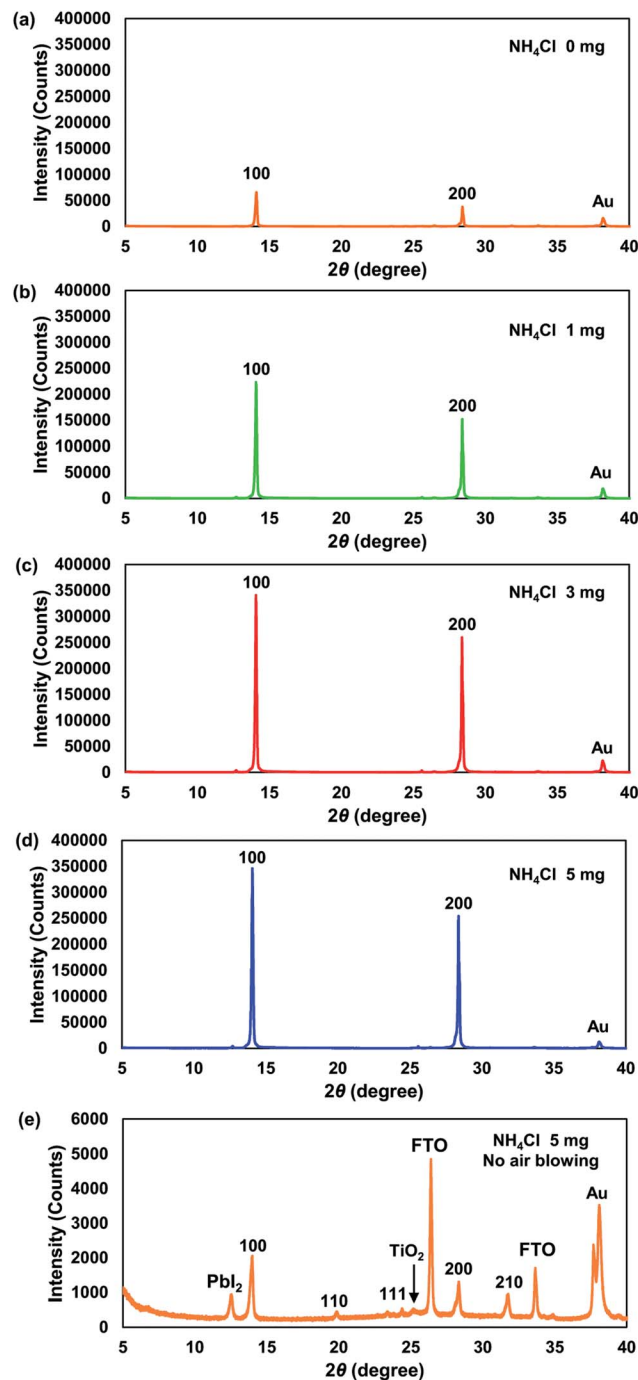 (a)
400000
350000
300000
250000
200000
150000
100000
50000
0
Intensity (Counts)
NH₄Cl 0 mg
100
200
Au
5 10 15 20 25 30 35 40
2θ (degree)
(b)
400000
350000
300000
250000
200000
150000
100000
50000
0
Intensity (Counts)
NH₄Cl 1 mg
100
200
Au
5 10 15 20 25 30 35 40
2θ (degree)
(c)
400000
350000
300000
250000
200000
150000
100000
50000
0
Intensity (Counts)
NH₄Cl 3 mg
100
200
Au
5 10 15 20 25 30 35 40
2θ (degree)
(d)
400000
350000
300000
250000
200000
150000
100000
50000
0
Intensity (Counts)
NH₄Cl 5 mg
100
200
Au
5 10 15 20 25 30 35 40
2θ (degree)
(e)
6000
5000
4000
3000
2000
1000
0
Intensity (Counts)
NH₄Cl 5 mg
No air blowing
PbI₂
100
110
111
TiO₂
FTO
200
210
FTO
Au
5 10 15 20 25 30 35 40
2θ (degree)